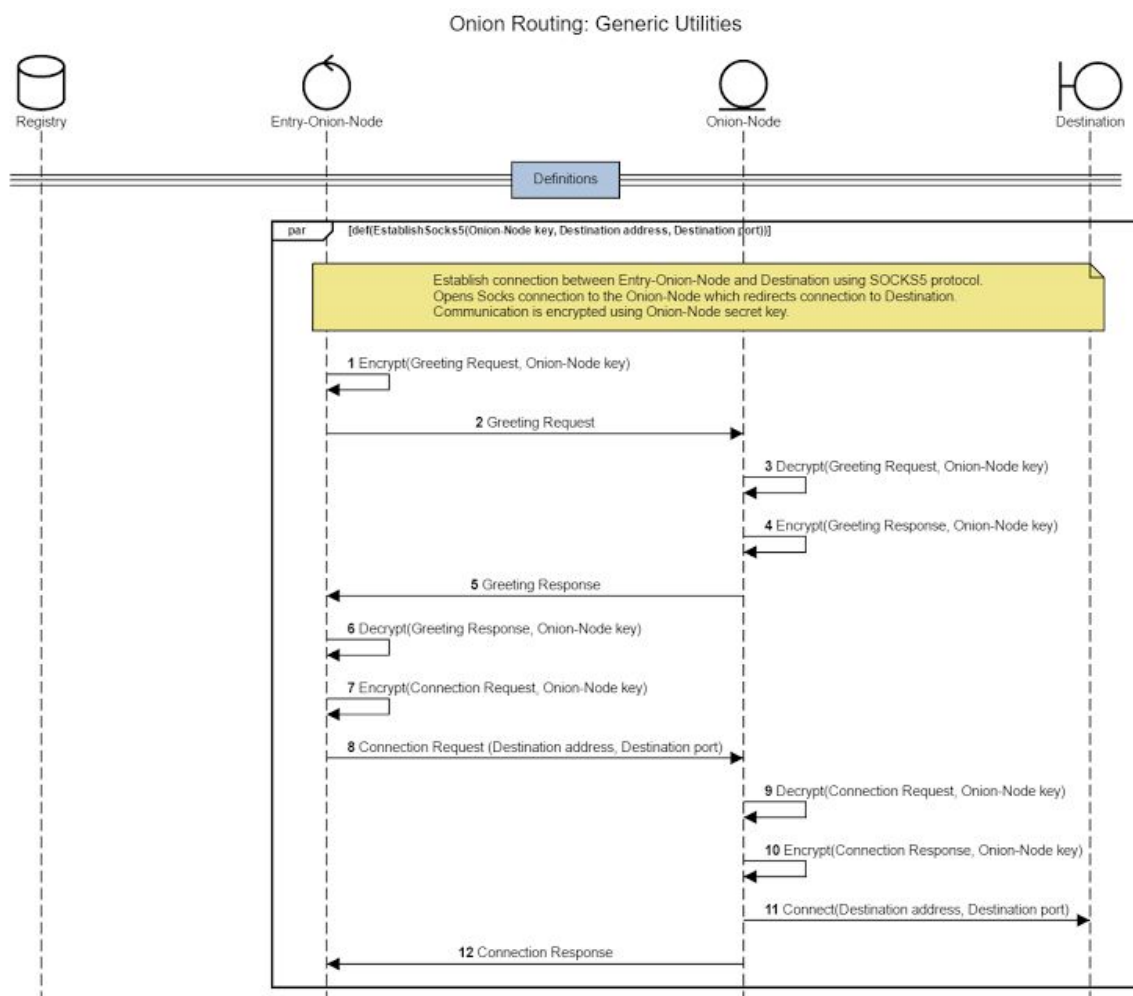 Onion Routing: Generic Utilities
Registry
Entry-Onion-Node
Onion-Node
Destination
Definitions
par
[def(EstablishSocks5(Onion-Node key, Destination address, Destination port))]
Establish connection between Entry-Onion-Node and Destination using SOCKS5 protocol.
Opens Socks connection to the Onion-Node which redirects connection to Destination.
Communication is encrypted using Onion-Node secret key.
1 Encrypt(Greeting Request, Onion-Node key)
2 Greeting Request
3 Decrypt(Greeting Request, Onion-Node key)
4 Encrypt(Greeting Response, Onion-Node key)
5 Greeting Response
6 Decrypt(Greeting Response, Onion-Node key)
7 Encrypt(Connection Request, Onion-Node key)
8 Connection Request (Destination address, Destination port)
9 Decrypt(Connection Request, Onion-Node key)
10 Encrypt(Connection Response, Onion-Node key)
11 Connect(Destination address, Destination port)
12 Connection Response